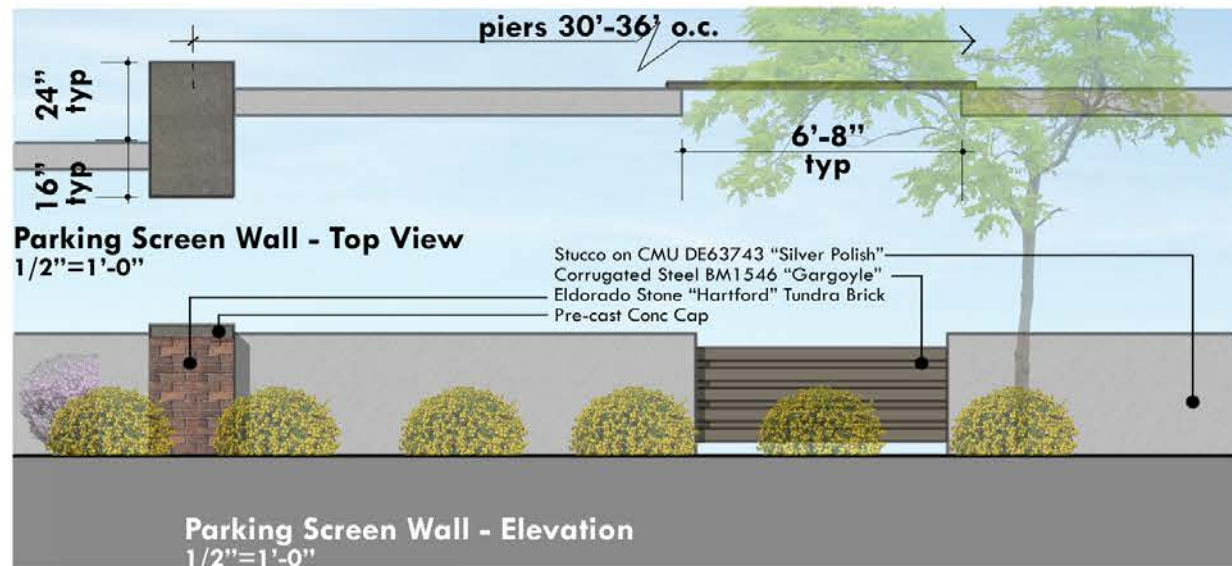 piers 30'-36' o.c.
24"
typ
16"
typ
6'-8"
typ
Parking Screen Wall - Top View
1/2"=1'-0"
Stucco on CMU DE63743 "Silver Polish"
Corrugated Steel BM1546 "Gargoyle"
Eldorado Stone "Hartford" Tundra Brick
Pre-cast Conc Cap
Parking Screen Wall - Elevation
1/2"=1'-0"